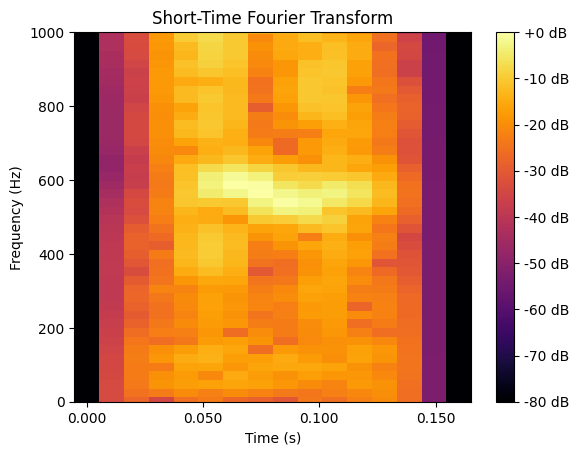 Short-Time Fourier Transform
1000
800
600
400
200
0
Frequency (Hz)
0.000
0.050
0.100
0.150
Time (s)
+0 dB
-10 dB
-20 dB
-30 dB
-40 dB
-50 dB
-60 dB
-70 dB
-80 dB